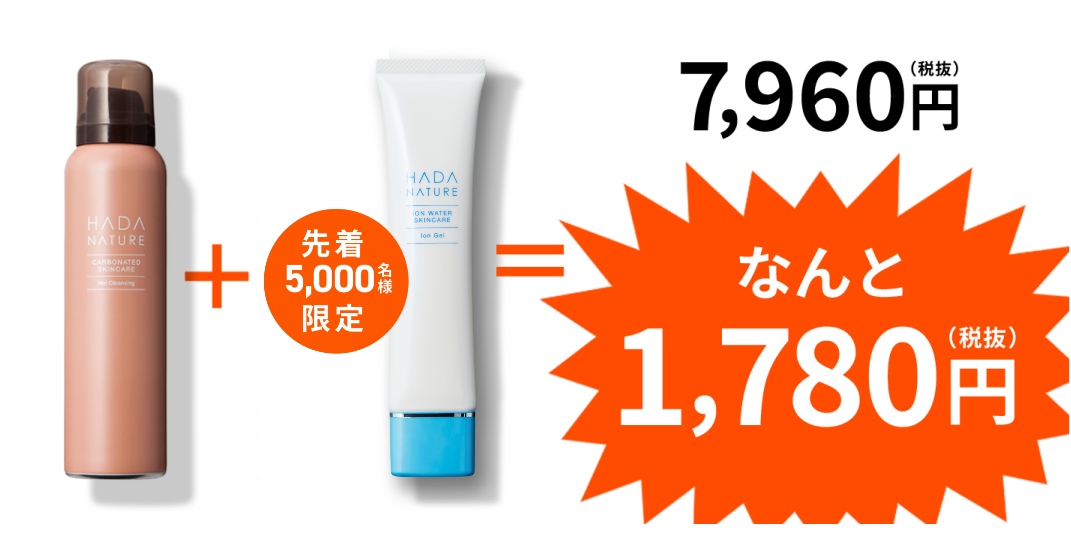 HADA
NATURE
CARBONATED
SKINCARE
Ion Cleansing
+
先着
5,000名様
限定
HADA
NATURE
ION WATER
SKINCARE
Ion Gel
=
7,960円(税抜)
なんと
1,780円(税抜)